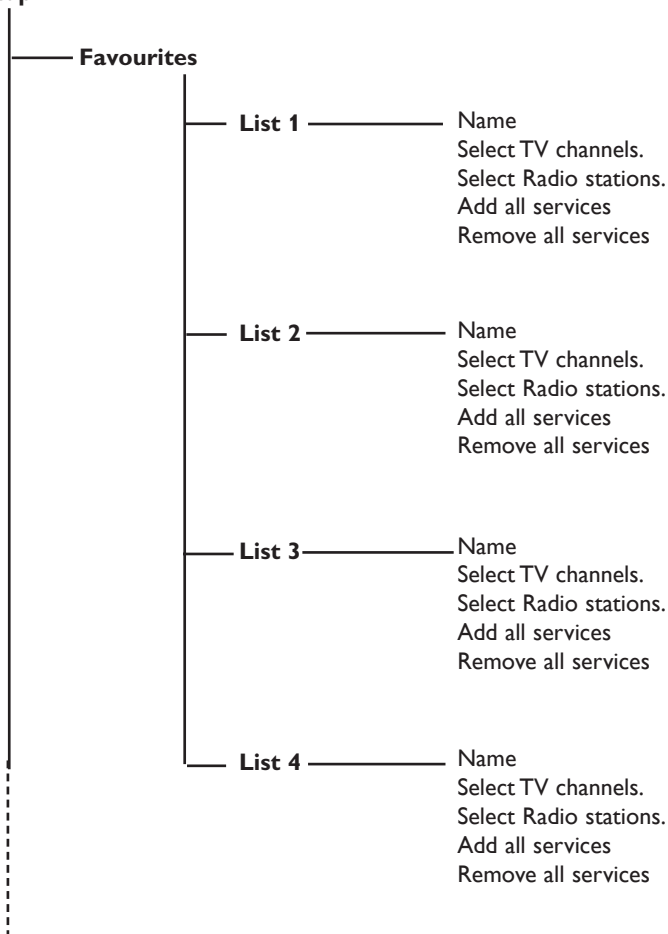 Favourites
List 1
Name
Select TV channels.
Select Radio stations.
Add all services
Remove all services
List 2
Name
Select TV channels.
Select Radio stations.
Add all services
Remove all services
List 3
Name
Select TV channels.
Select Radio stations.
Add all services
Remove all services
List 4
Name
Select TV channels.
Select Radio stations.
Add all services
Remove all services